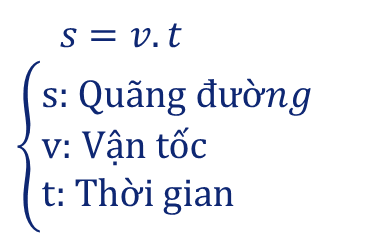 s = v.t
s: Quãng đường
v: Vận tốc
t: Thời gian